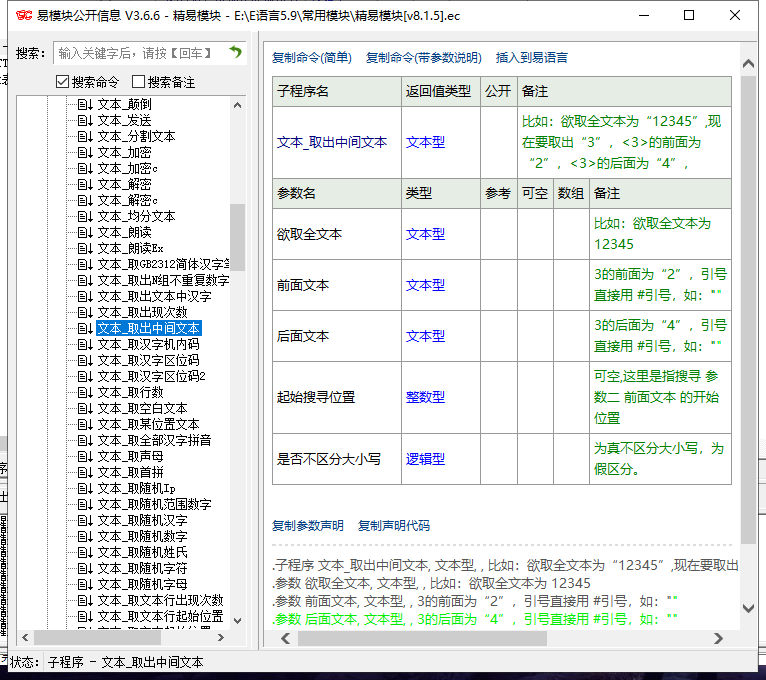 易模块公开信息 V3.6.6 - 精易模块 - E:\E语言5.9\常用模块\精易模块[v8.1.5].ec
搜索： 输入关键字后，请按【回车】
搜索命令 搜索备注
文本_颠倒
文本_发送
文本_分割文本
文本_加密
文本_加密c
文本_解密
文本_解密c
文本_均分文本
文本_朗读
文本_朗读Ex
文本_取GB2312简体汉字
文本_取出N组不重复数字
文本_取出文本中汉字
文本_取出现次数
文本_取出中间文本
文本_取汉字机内码
文本_取汉字区位码
文本_取汉字区位码2
文本_取行数
文本_取空白文本
文本_取某位置文本
文本_取全部汉字拼音
文本_取声母
文本_取首拼
文本_取随机Ip
文本_取随机范围数字
文本_取随机汉字
文本_取随机数字
文本_取随机姓氏
文本_取随机字符
文本_取随机字母
文本_取文本行出现次数
文本_取文本行起始位置
复制命令(简单) 复制命令(带参数说明) 插入到易语言
子程序名 返回值类型 公开 备注
文本_取出中间文本 文本型 比如：欲取全文本为“12345”,现
在要取出“3”，<3>的前面为
“2”，<3>的后面为“4”，
参数名 类型 参考 可空 数组 备注
欲取全文本 文本型 比如：欲取全文本为
12345
前面文本 文本型 3的前面为“2”，引号
直接用 #引号，如：""
后面文本 文本型 3的后面为“4”，引号
直接用 #引号，如：""
起始搜寻位置 整数型 可空,这里是指搜寻 参
数二 前面文本 的开始
位置
是否不区分大小写 逻辑型 为真不区分大小写，为
假区分。
复制参数声明 复制声明代码
.子程序 文本_取出中间文本, 文本型, , 比如：欲取全文本为“12345”,现在要取出
.参数 欲取全文本, 文本型, , 比如：欲取全文本为 12345
.参数 前面文本, 文本型, , 3的前面为“2”，引号直接用 #引号，如：""
.参数 后面文本, 文本型, , 3的后面为“4”，引号直接用 #引号，如：""
状态： 子程序 - 文本_取出中间文本